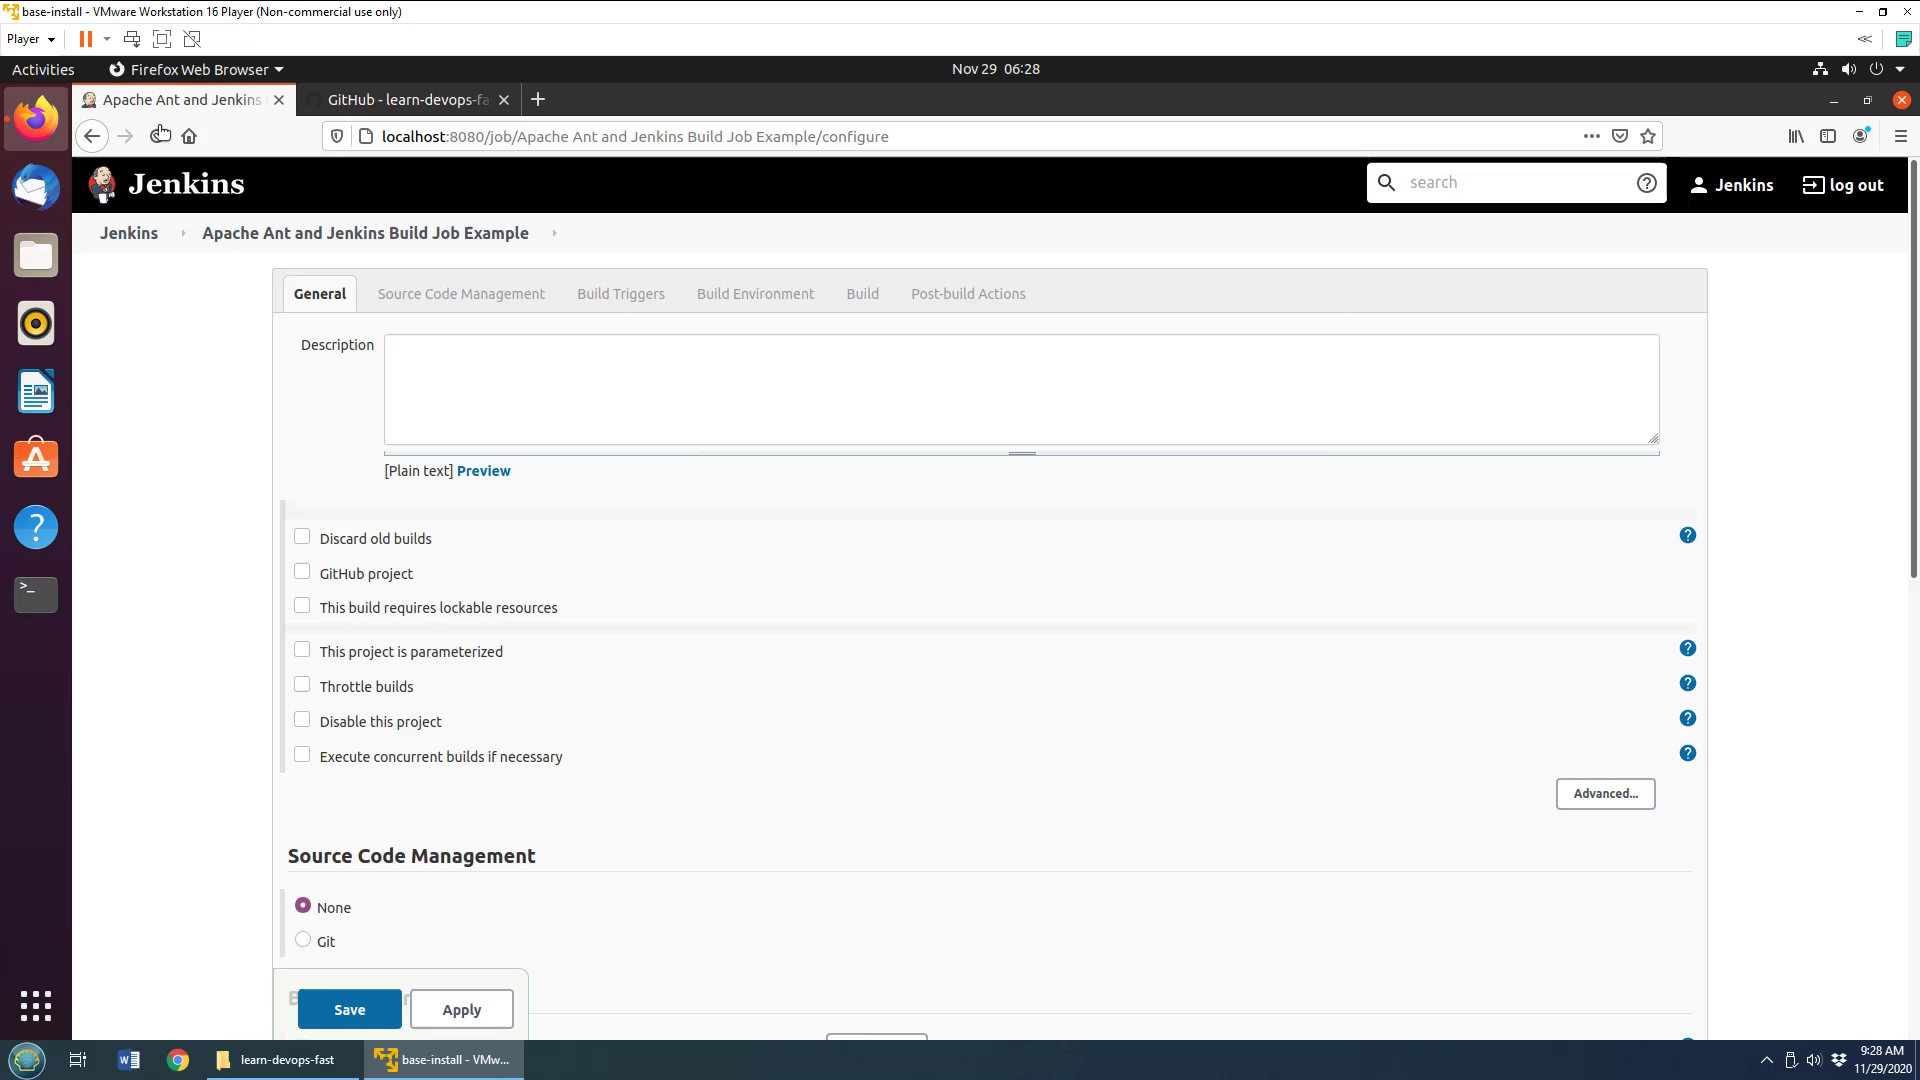 base-install - VMware Workstation 16 Player (Non-commercial use only)
Player
Activities
Firefox Web Browser
Nov 29 06:28
Apache Ant and Jenkins
GitHub - learn-devops-fa
localhost:8080/job/Apache Ant and Jenkins Build Job Example/configure
Jenkins
search
Jenkins
log out
Jenkins
Apache Ant and Jenkins Build Job Example
General
Source Code Management
Build Triggers
Build Environment
Build
Post-build Actions
Description
[Plain text] Preview
Discard old builds
GitHub project
This build requires lockable resources
This project is parameterized
Throttle builds
Disable this project
Execute concurrent builds if necessary
Advanced...
Source Code Management
None
Git
Save
Apply
learn-devops-fast
base-install - VMw...
9:28 AM
11/29/2020